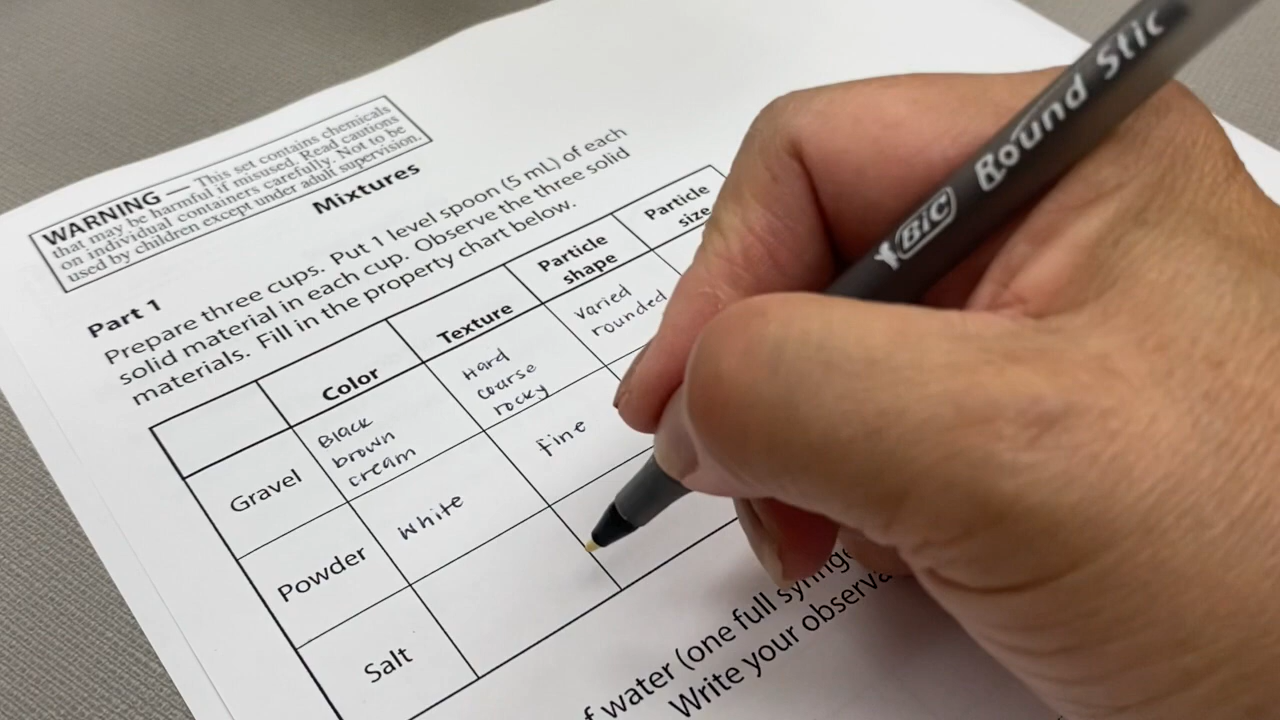 WARNING — This set contains chemicals
that may be harmful if misused. Read cautions
on individual containers carefully. Not to be
used by children except under adult supervision.
Mixtures
Part 1
Prepare three cups. Put 1 level spoon (5 mL) of each
solid material in each cup. Observe the three solid
materials. Fill in the property chart below.
Color
Texture
Particle
shape
Particle
size
Gravel
Black
brown
cream
Hard
coarse
rocky
varied
rounded
Powder
White
Fine
Salt
of water (one full syringe
Write your observa
BiC Round Stic